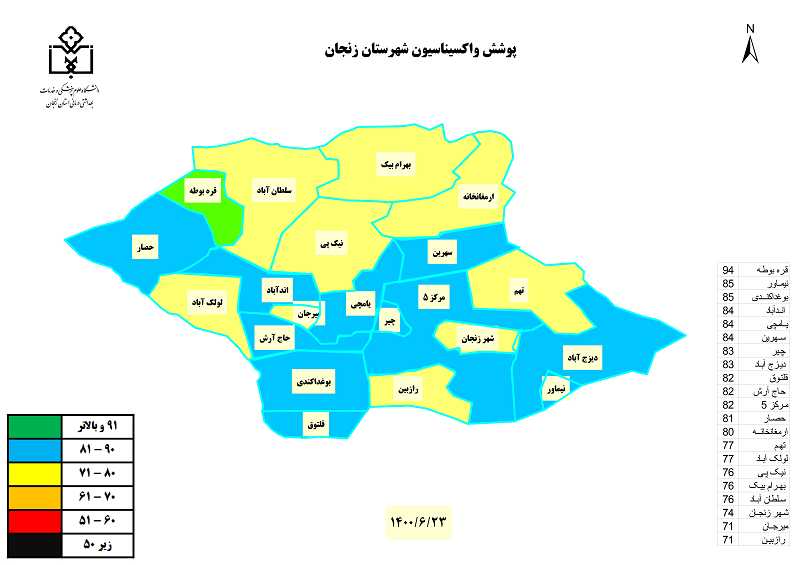 پوشش واکسیناسیون شهرستان زنجان
N
دانشگاه علوم پزشکی و خدمات
بهداشتی درمانی استان زنجان
بهرام بیک
قره بوطه
سلطان آباد
ارمغانخانه
حصار
نیک پی
سهرین
اندآباد
تهم
لولک آباد
یامچی
مرکز ۵
میرجان
چیر
حاج آرش
شهر زنجان
دیزج آباد
بوغداکندی
رازبین
نیماور
قلتوق
۱۴۰۰/۶/۲۳
۹۱ و بالاتر
۸۱ – ۹۰
۷۱ – ۸۰
۶۱ – ۷۰
۵۱ – ۶۰
زیر ۵۰
قره بوطه 94
نیماور 85
بوغداکندی 85
اندآباد 84
یامچی 84
سهرین 84
چیر 83
دیزج آباد 83
قلتوق 82
حاج آرش 82
مرکز 5 82
حصار 81
ارمغانخانه 80
تهم 77
لولک آباد 77
نیک پی 76
بهرام بیک 76
سلطان آباد 76
شهر زنجان 74
میرجان 71
رازبین 71